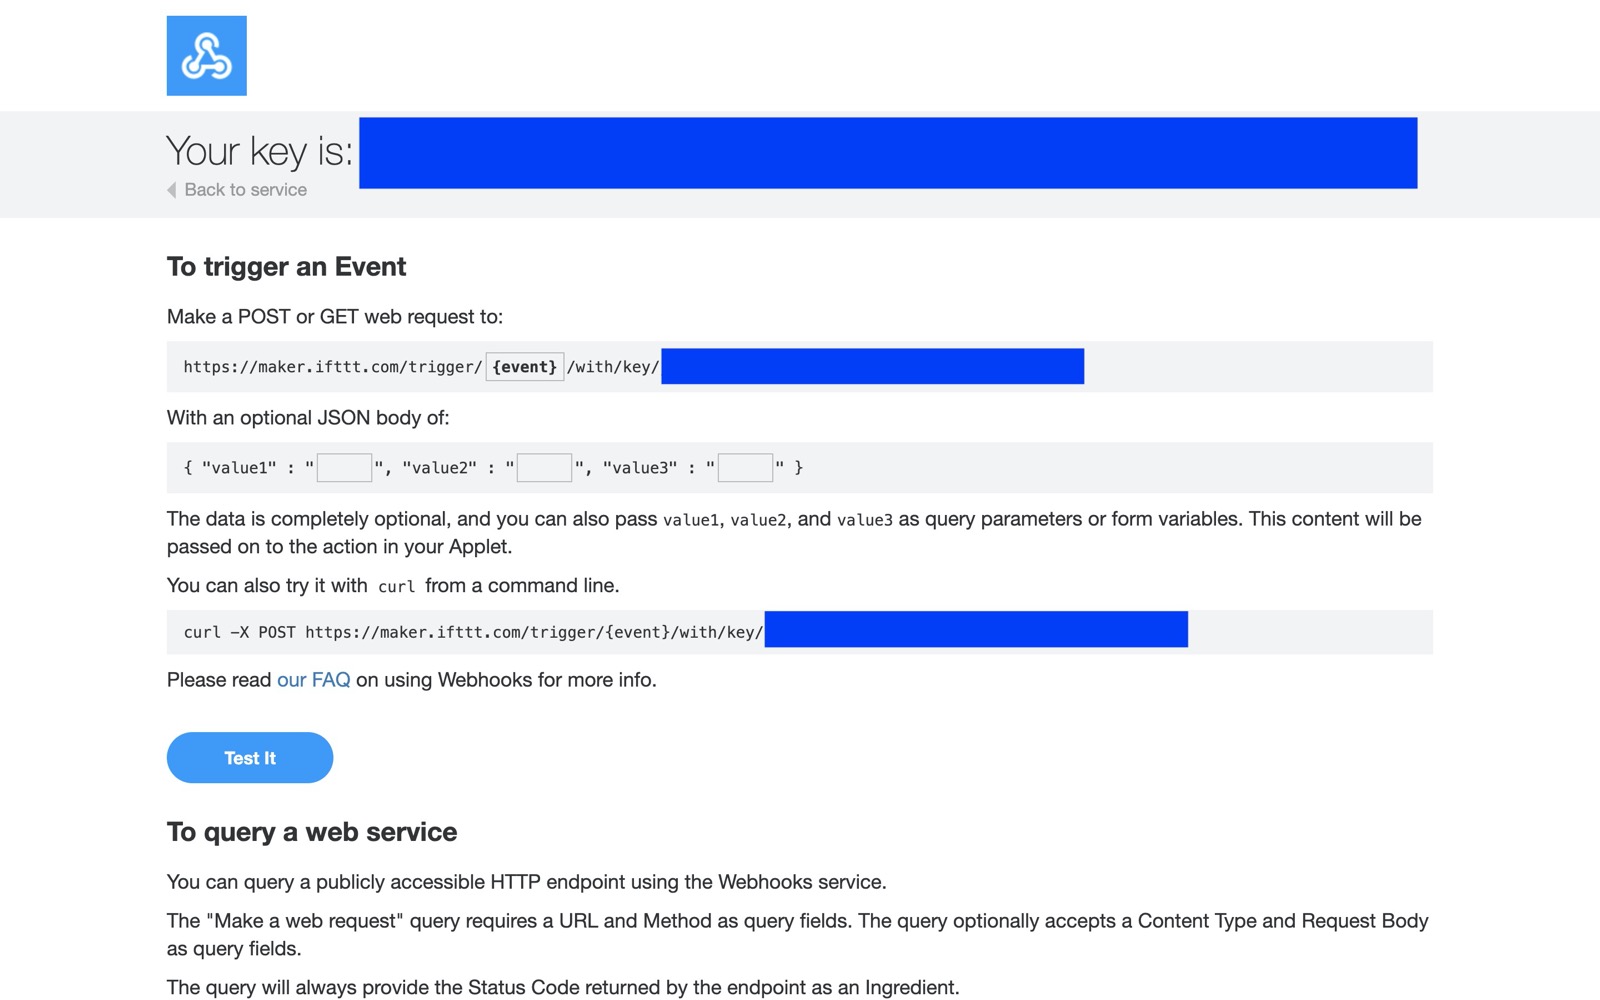 Your key is:
Back to service
To trigger an Event
Make a POST or GET web request to:
https://maker.ifttt.com/trigger/ {event} /with/key/
With an optional JSON body of:
{ "value1" : "", "value2" : "", "value3" : "" }
The data is completely optional, and you can also pass value1, value2, and value3 as query parameters or form variables. This content will be
passed on to the action in your Applet.
You can also try it with curl from a command line.
curl -X POST https://maker.ifttt.com/trigger/{event}/with/key/
Please read our FAQ on using Webhooks for more info.
Test It
To query a web service
You can query a publicly accessible HTTP endpoint using the Webhooks service.
The "Make a web request" query requires a URL and Method as query fields. The query optionally accepts a Content Type and Request Body
as query fields.
The query will always provide the Status Code returned by the endpoint as an Ingredient.